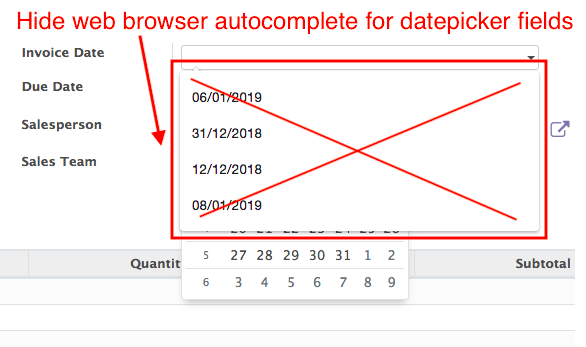 Hide web browser autocomplete for datepicker fields
Invoice Date
Due Date
06/01/2019
Salesperson
31/12/2018
Sales Team
12/12/2018
08/01/2019
5 27 28 29 30 31 1 2
Quantit
Subtotal
6 3 4 5 6 7 8 9